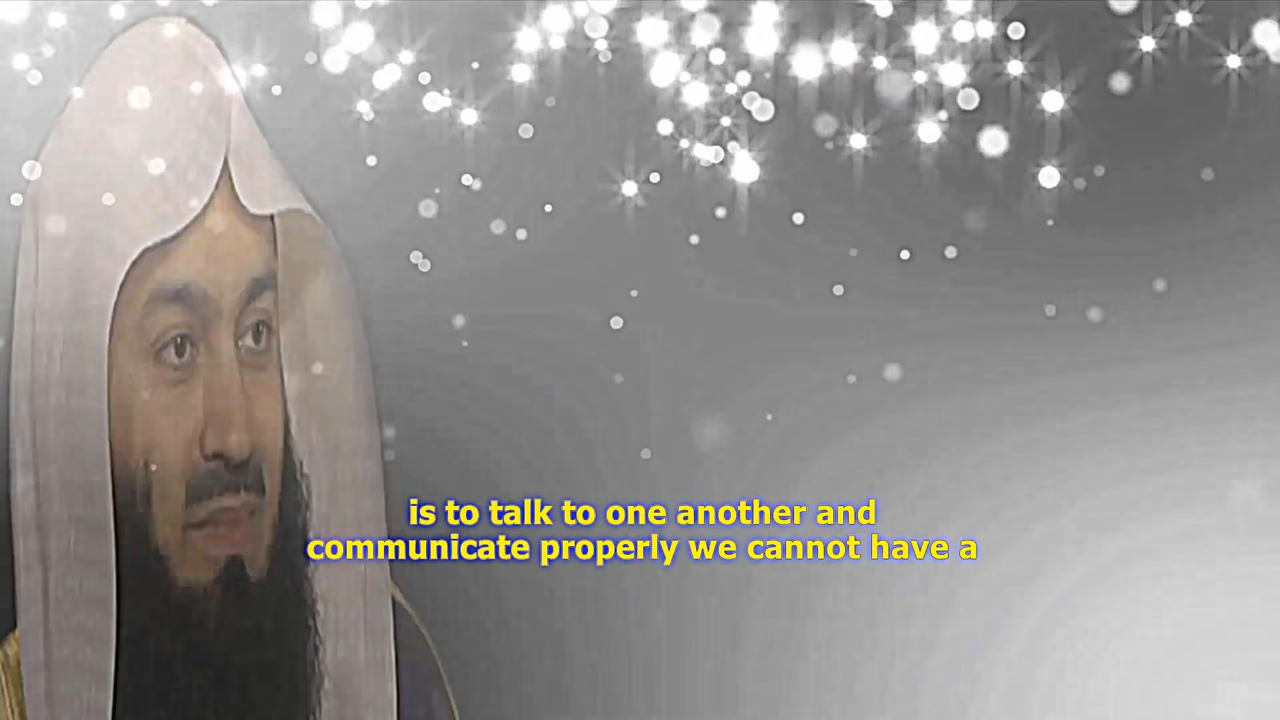 is to talk to one another and
communicate properly we cannot have a